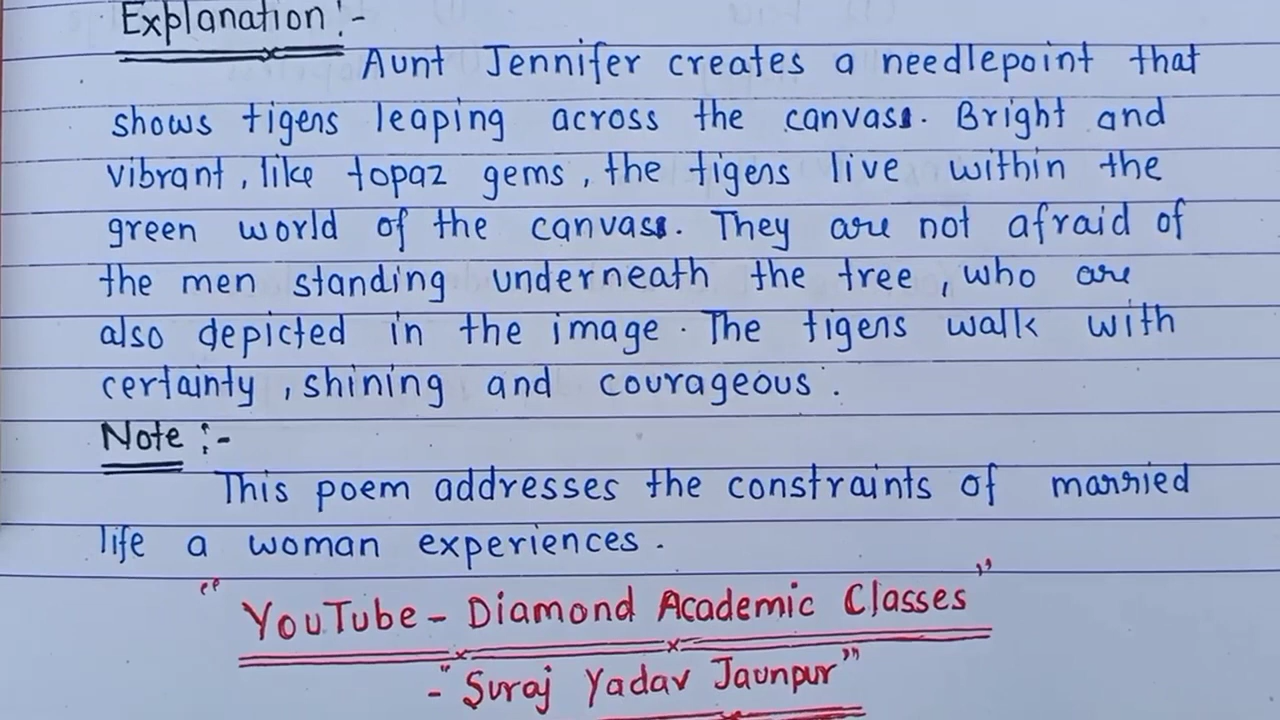 Explanation :-
Aunt Jennifer creates a needlepoint that
shows tigers leaping across the canvas. Bright and
vibrant, like topaz gems, the tigers live within the
green world of the canvas. They are not afraid of
the men standing underneath the tree, who are
also depicted in the image. The tigers walk with
certainty, shining and courageous.
Note :-
This poem addresses the constraints of married
life a woman experiences.
"YouTube - Diamond Academic Classes"
- "Suraj Yadav Jaunpur"